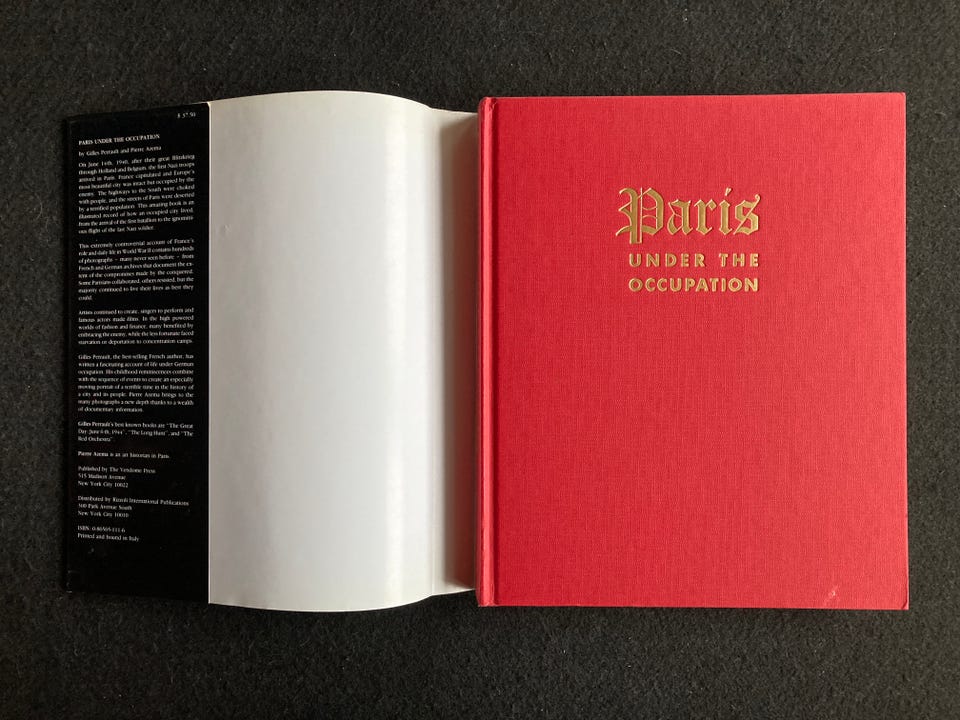 $ 37.50
PARIS UNDER THE OCCUPATION
by Gilles Perrault and Pierre Azema
On June 14th, 1940, after their great Blitzkrieg
through Holland and Belgium, the first Nazi troops
arrived in Paris. France capitulated and Europe's
most beautiful city was intact but occupied by the
enemy. The highways to the South were choked
with people, and the streets of Paris were deserted
by a terrified population. This amazing book is an
illustrated record of how an occupied city lived,
from the arrival of the first batallion to the ignomini-
ous flight of the last Nazi soldier.
This extremely controversial account of France's
role and daily life in World War II contains hundreds
of photographs – many never seen before – from
French and German archives that document the ex-
tent of the compromises made by the conquered.
Some Parisians collaborated, others resisted, but the
majority continued to live their lives as best they
could.
Artists continued to create, singers to perform and
famous actors made films. In the high powered
worlds of fashion and finance, many benefited by
embracing the enemy, while the less fortunate faced
starvation or deportation to concentration camps.
Gilles Perrault, the best-selling French author, has
written a fascinating account of life under German
occupation. His childhood reminiscences combine
with the sequence of events to create an especially
moving portrait of a terrible time in the history of
a city and its people. Pierre Azema brings to the
many photographs a new depth thanks to a wealth
of documentary information.
Gilles Perrault's best known books are "The Great
Day: June 6-th, 1944", "The Long Hunt", and "The
Red Orchestra".
Pierre Azema is an art historian in Paris.
Published by The Vendome Press
515 Madison Avenue
New York City 10022
Distributed by Rizzoli International Publications
300 Park Avenue South
New York City 10010
ISBN: 0-86565-111-6
Printed and bound in Italy
Paris
UNDER THE
OCCUPATION